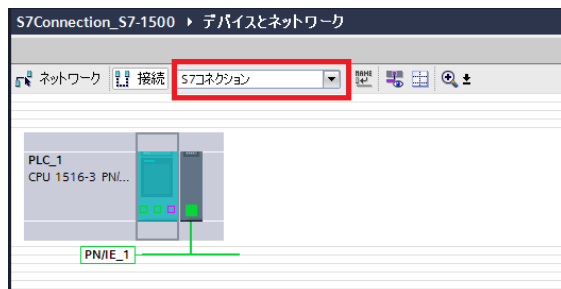 S7Connection_S7-1500 ▸ デバイスとネットワーク
ネットワーク 接続 S7コネクション
PLC_1
CPU 1516-3 PN/...
PN/IE_1